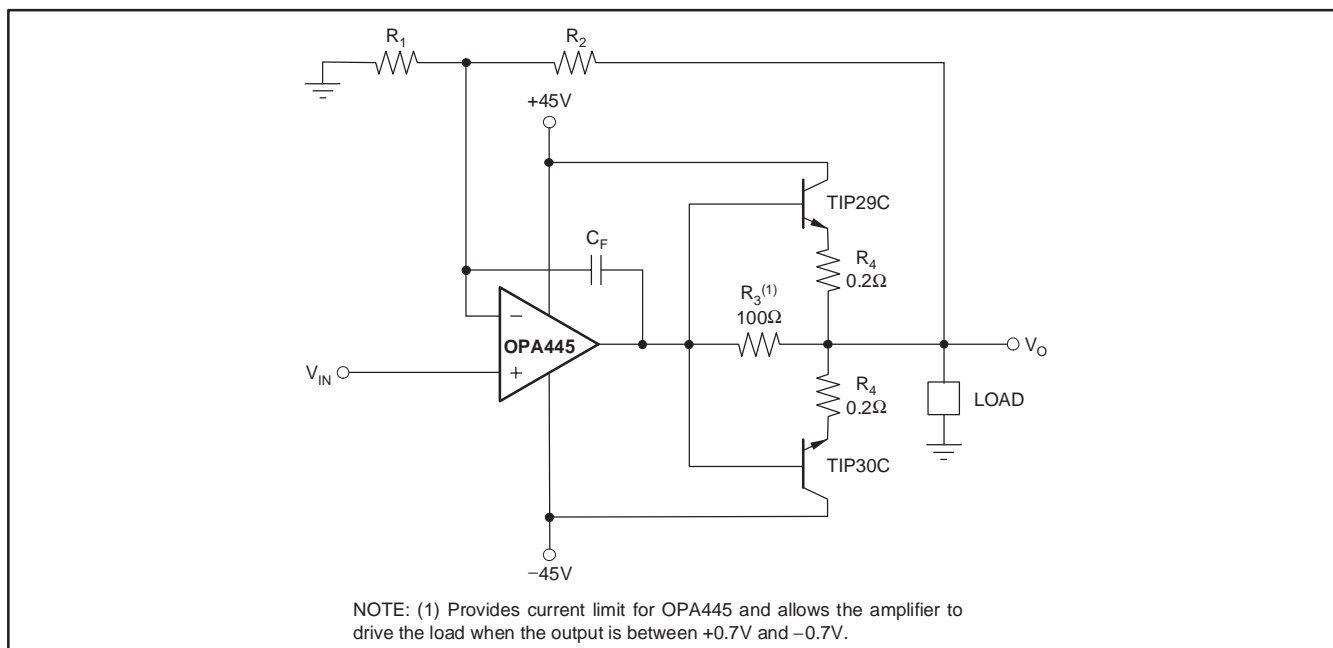 R1
R2
+45V
TIP29C
CF
R4
0.2Ω
R3(1)
100Ω
−
OPA445
+
VIN
VO
R4
0.2Ω
LOAD
TIP30C
−45V
NOTE: (1) Provides current limit for OPA445 and allows the amplifier to
drive the load when the output is between +0.7V and −0.7V.